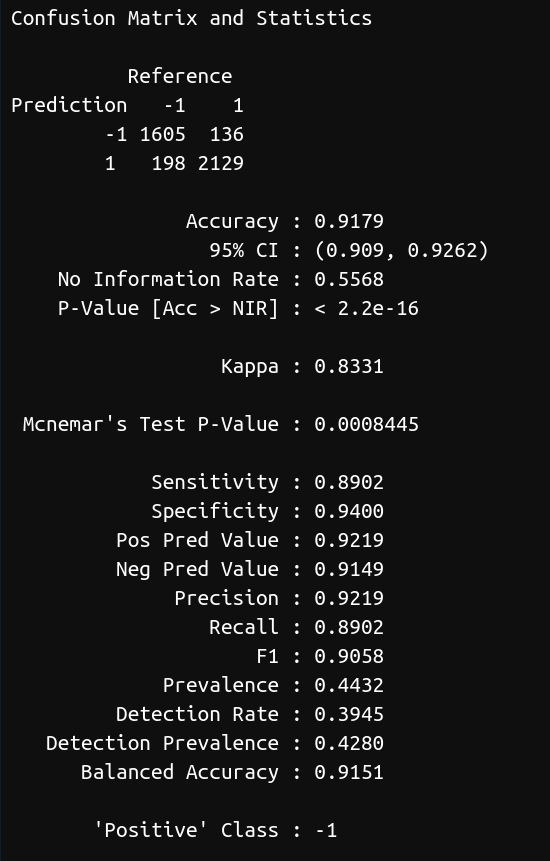 Confusion Matrix and Statistics
Reference
Prediction -1 1
-1 1605 136
1 198 2129
Accuracy : 0.9179
95% CI : (0.909, 0.9262)
No Information Rate : 0.5568
P-Value [Acc > NIR] : < 2.2e-16
Kappa : 0.8331
Mcnemar's Test P-Value : 0.0008445
Sensitivity : 0.8902
Specificity : 0.9400
Pos Pred Value : 0.9219
Neg Pred Value : 0.9149
Precision : 0.9219
Recall : 0.8902
F1 : 0.9058
Prevalence : 0.4432
Detection Rate : 0.3945
Detection Prevalence : 0.4280
Balanced Accuracy : 0.9151
'Positive' Class : -1